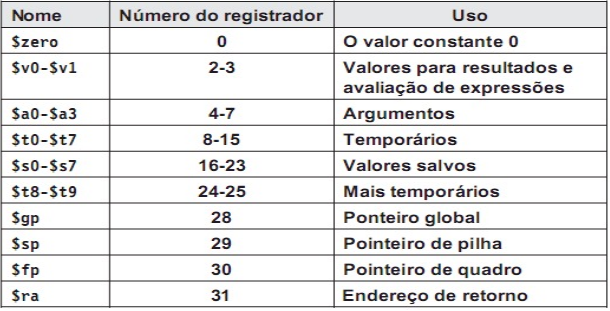 Nome Número do registrador Uso
$zero 0 O valor constante 0
$v0-$v1 2-3 Valores para resultados e
avaliação de expressões
$a0-$a3 4-7 Argumentos
$t0-$t7 8-15 Temporários
$s0-$s7 16-23 Valores salvos
$t8-$t9 24-25 Mais temporários
$gp 28 Ponteiro global
$sp 29 Pointeiro de pilha
$fp 30 Pointeiro de quadro
$ra 31 Endereço de retorno